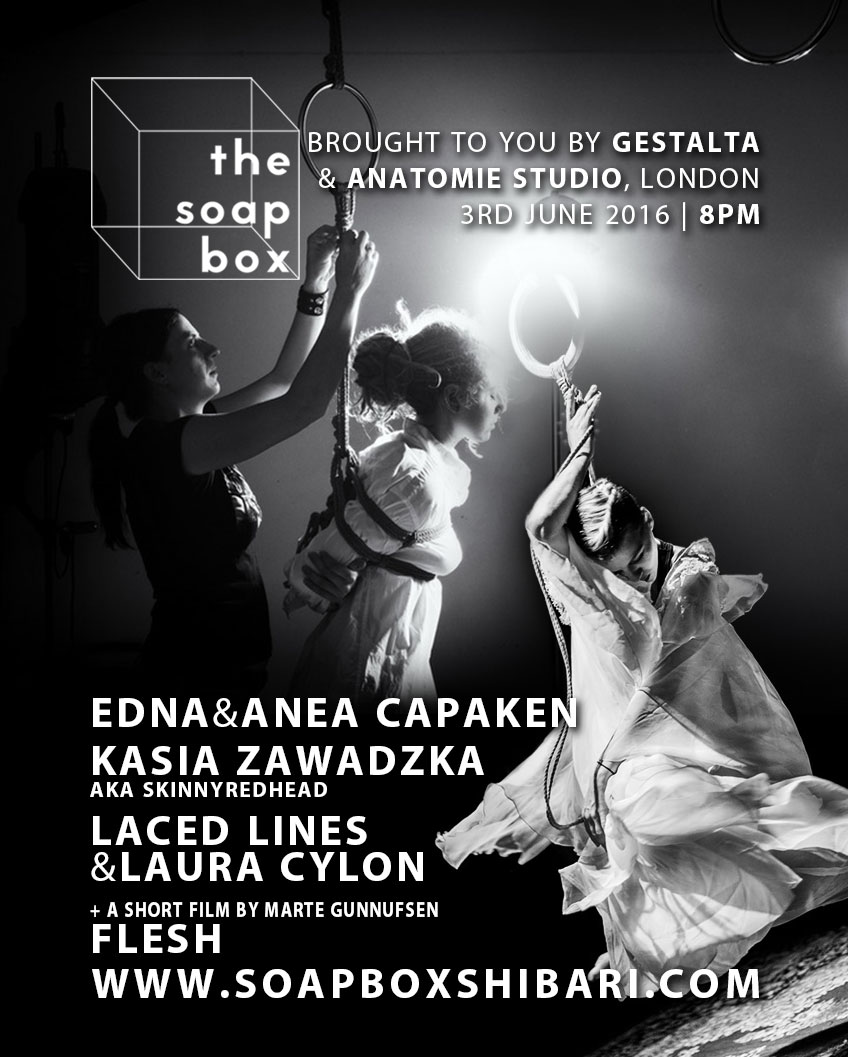 the
soap
box
BROUGHT TO YOU BY GESTALTA
& ANATOMIE STUDIO, LONDON
3RD JUNE 2016 | 8PM
EDNA&ANEA CAPAKEN
KASIA ZAWADZKA
AKA SKINNYREDHEAD
LACED LINES
&LAURA CYLON
+ A SHORT FILM BY MARTE GUNNUFSEN
FLESH
WWW.SOAPBOXSHIBARI.COM